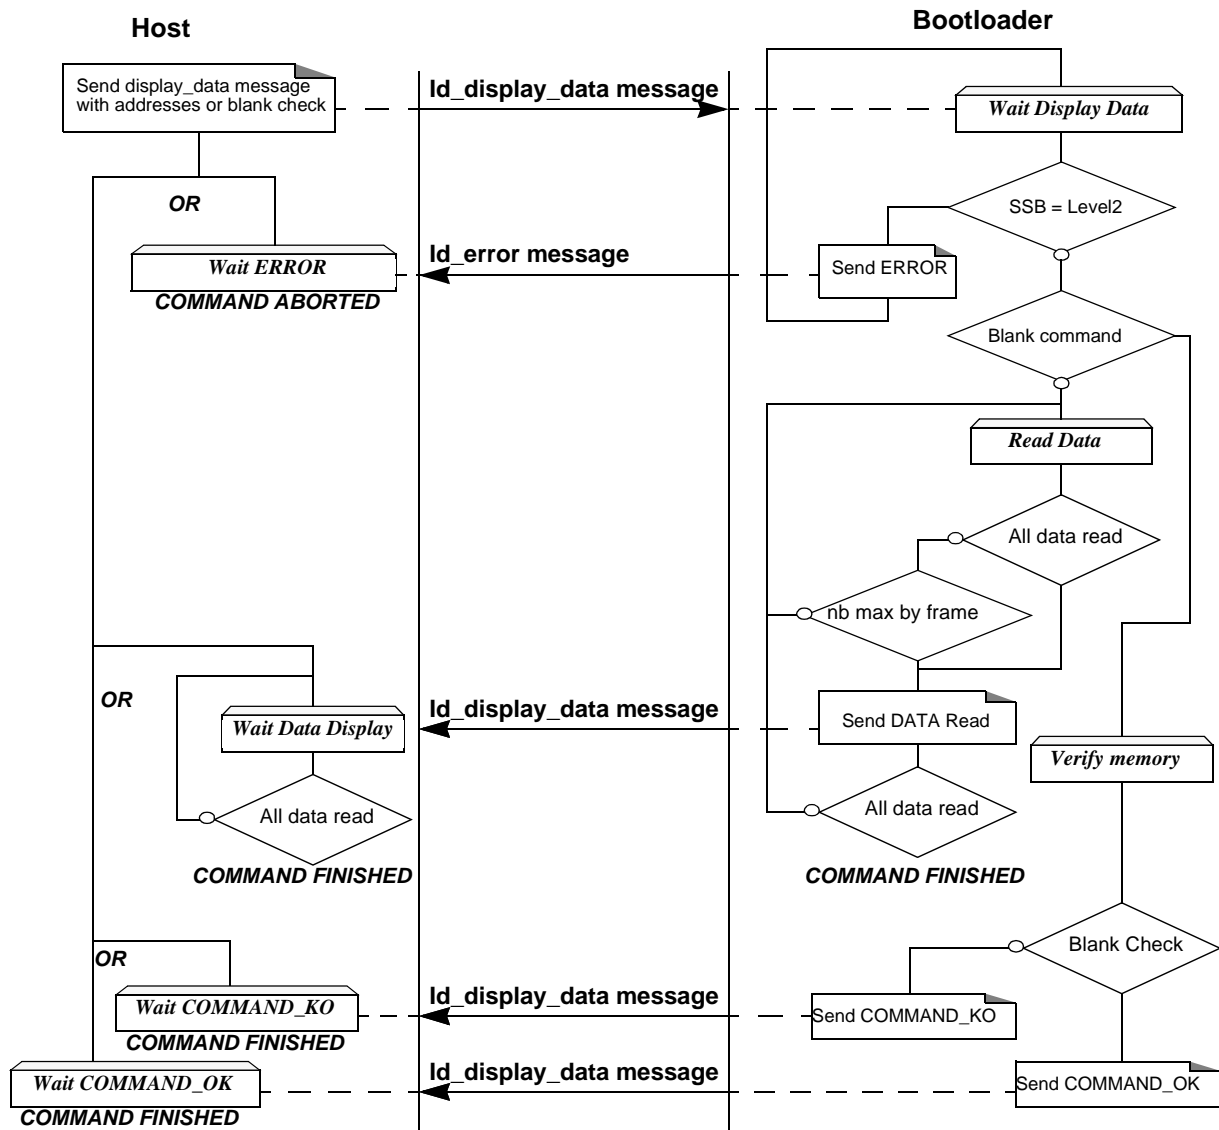 Host
Bootloader
Send display_data message
with addresses or blank check
Id_display_data message
Wait Display Data
OR
SSB = Level2
Wait ERROR
Id_error message
Send ERROR
COMMAND ABORTED
Blank command
Read Data
All data read
nb max by frame
OR
Wait Data Display
Id_display_data message
Send DATA Read
Verify memory
All data read
All data read
COMMAND FINISHED
COMMAND FINISHED
Blank Check
OR
Wait COMMAND_KO
Id_display_data message
Send COMMAND_KO
COMMAND FINISHED
Wait COMMAND_OK
Id_display_data message
Send COMMAND_OK
COMMAND FINISHED